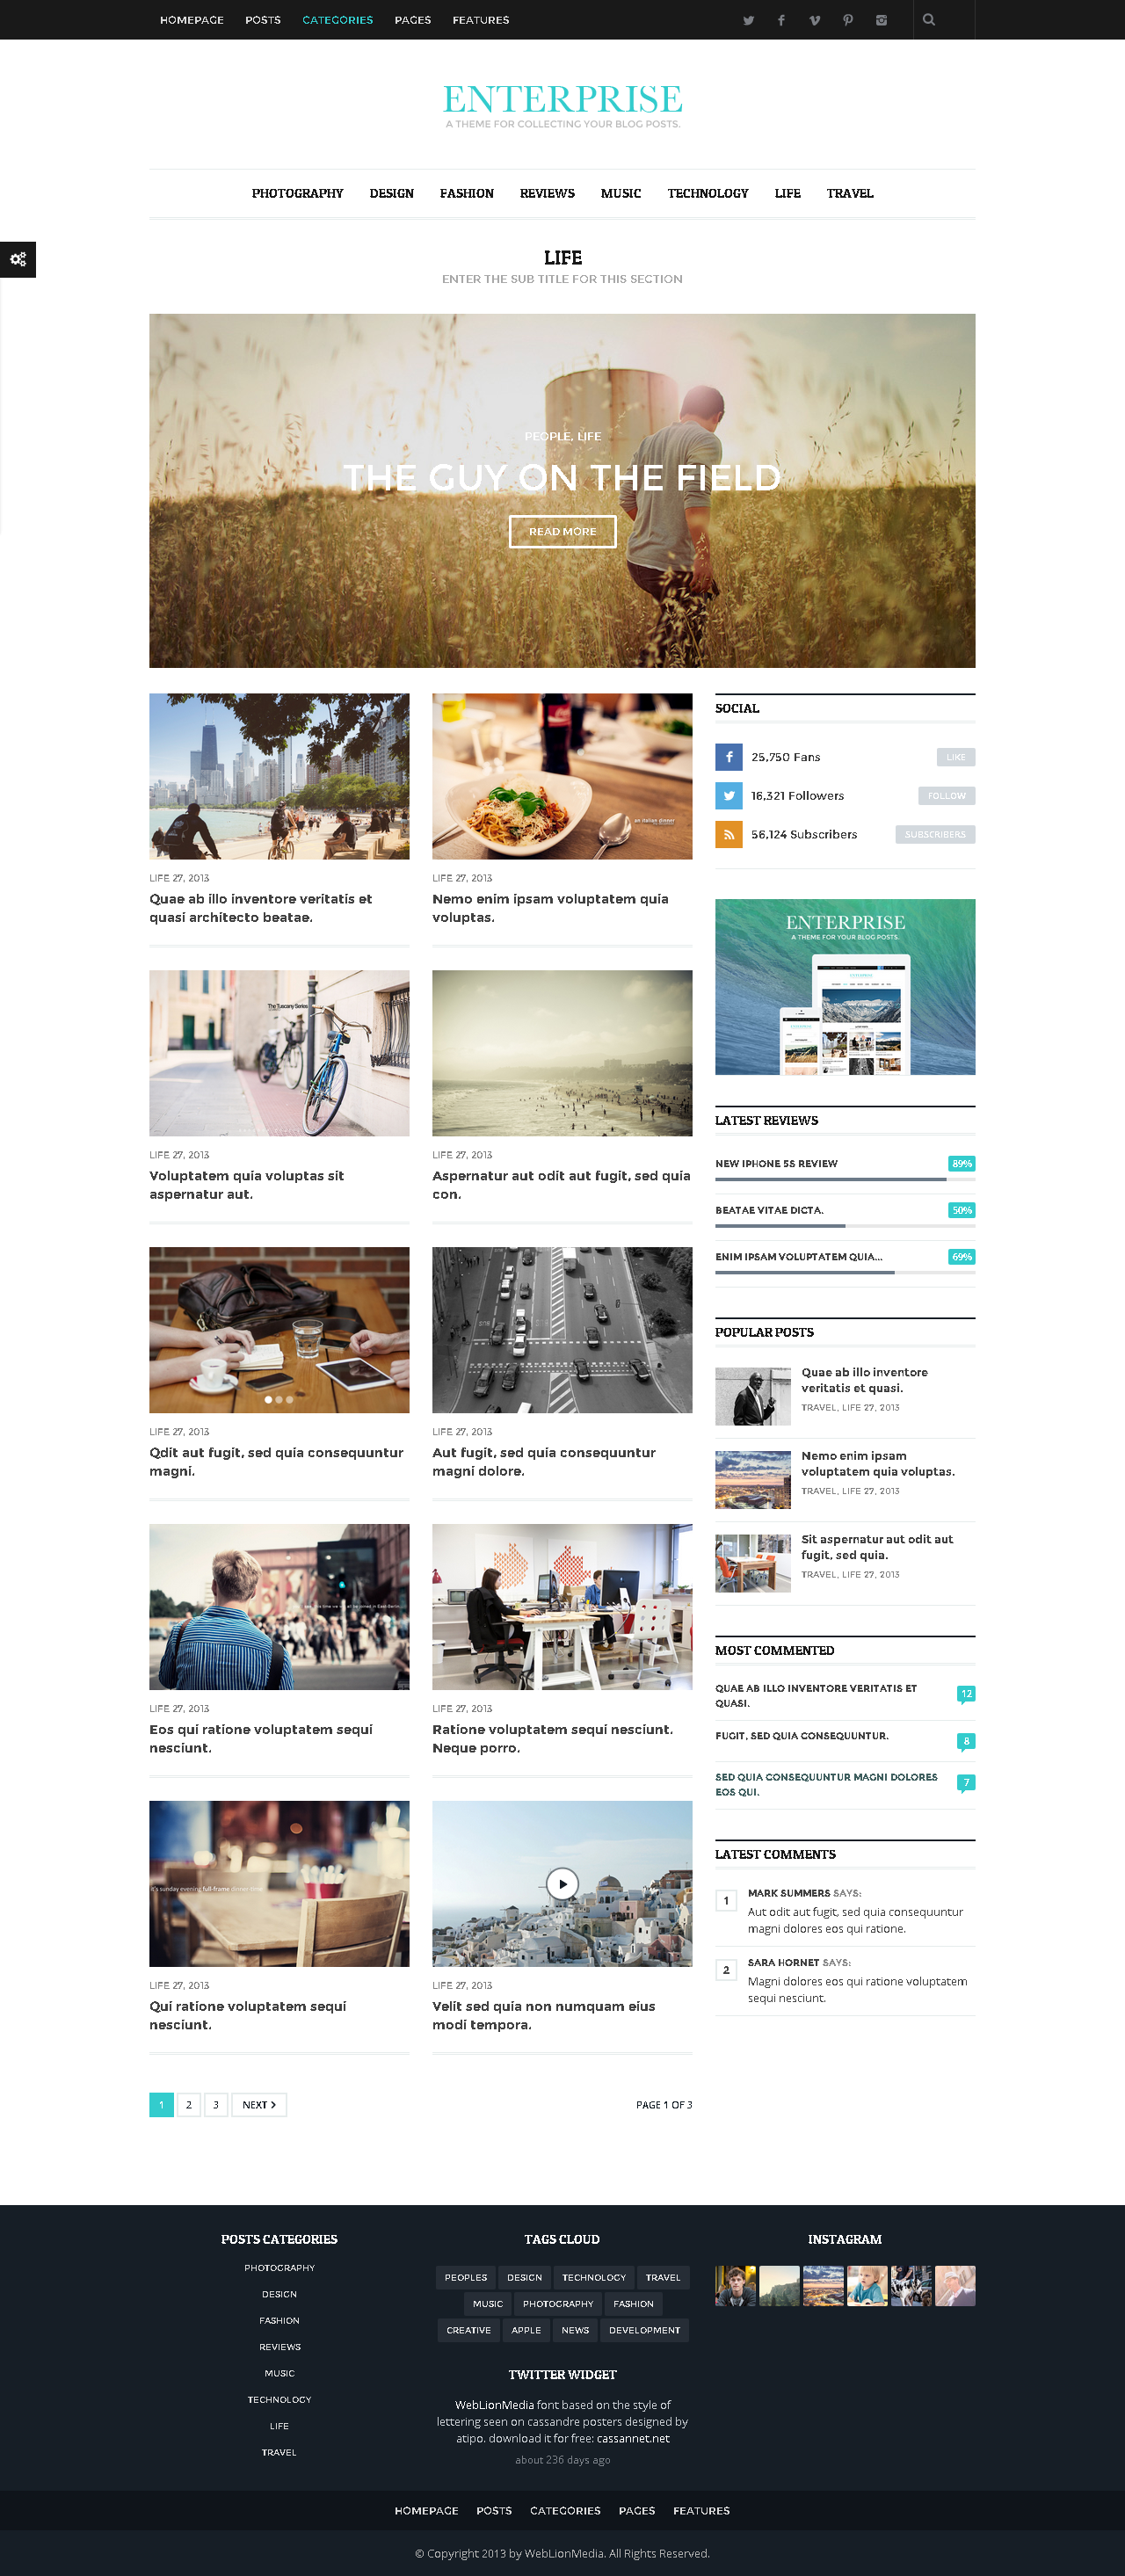 HOMEPAGE POSTS CATEGORIES PAGES FEATURES
ENTERPRISE
A THEME FOR COLLECTING YOUR BLOG POSTS.
PHOTOGRAPHY DESIGN FASHION REVIEWS MUSIC TECHNOLOGY LIFE TRAVEL
LIFE
ENTER THE SUB TITLE FOR THIS SECTION
PEOPLE, LIFE
THE GUY ON THE FIELD
READ MORE
an italian dinner
LIFE 27, 2013
Quae ab illo inventore veritatis et
quasi architecto beatae.
LIFE 27, 2013
Nemo enim ipsam voluptatem quia
voluptas.
The Tuscany Series
LIFE 27, 2013
Voluptatem quia voluptas sit
aspernatur aut.
LIFE 27, 2013
Aspernatur aut odit aut fugit, sed quia
con.
LIFE 27, 2013
Qdit aut fugit, sed quia consequuntur
magni.
LIFE 27, 2013
Aut fugit, sed quia consequuntur
magni dolore.
LIFE 27, 2013
Eos qui ratione voluptatem sequi
nesciunt.
LIFE 27, 2013
Ratione voluptatem sequi nesciunt.
Neque porro.
it's sunday evening full-frame dinner time
LIFE 27, 2013
Qui ratione voluptatem sequi
nesciunt.
LIFE 27, 2013
Velit sed quia non numquam eius
modi tempora.
1 2 3 NEXT
PAGE 1 OF 3
SOCIAL
25,750 Fans LIKE
16,321 Followers FOLLOW
56,124 Subscribers SUBSCRIBERS
ENTERPRISE
A THEME FOR YOUR BLOG POSTS.
LATEST REVIEWS
NEW IPHONE 5S REVIEW 89%
BEATAE VITAE DICTA. 50%
ENIM IPSAM VOLUPTATEM QUIA... 69%
POPULAR POSTS
Quae ab illo inventore
veritatis et quasi.
TRAVEL, LIFE 27, 2013
Nemo enim ipsam
voluptatem quia voluptas.
TRAVEL, LIFE 27, 2013
Sit aspernatur aut odit aut
fugit, sed quia.
TRAVEL, LIFE 27, 2013
MOST COMMENTED
QUAE AB ILLO INVENTORE VERITATIS ET 12
QUASI.
FUGIT, SED QUIA CONSEQUUNTUR. 8
SED QUIA CONSEQUUNTUR MAGNI DOLORES 7
EOS QUI.
LATEST COMMENTS
1 MARK SUMMERS SAYS:
Aut odit aut fugit, sed quia consequuntur
magni dolores eos qui ratione.
2 SARA HORNET SAYS:
Magni dolores eos qui ratione voluptatem
sequi nesciunt.
POSTS CATEGORIES
PHOTOGRAPHY
DESIGN
FASHION
REVIEWS
MUSIC
TECHNOLOGY
LIFE
TRAVEL
TAGS CLOUD
PEOPLES DESIGN TECHNOLOGY TRAVEL
MUSIC PHOTOGRAPHY FASHION
CREATIVE APPLE NEWS DEVELOPMENT
TWITTER WIDGET
WebLionMedia font based on the style of
lettering seen on cassandre posters designed by
atipo. download it for free: cassannet.net
about 236 days ago
INSTAGRAM
HOMEPAGE POSTS CATEGORIES PAGES FEATURES
© Copyright 2013 by WebLionMedia. All Rights Reserved.